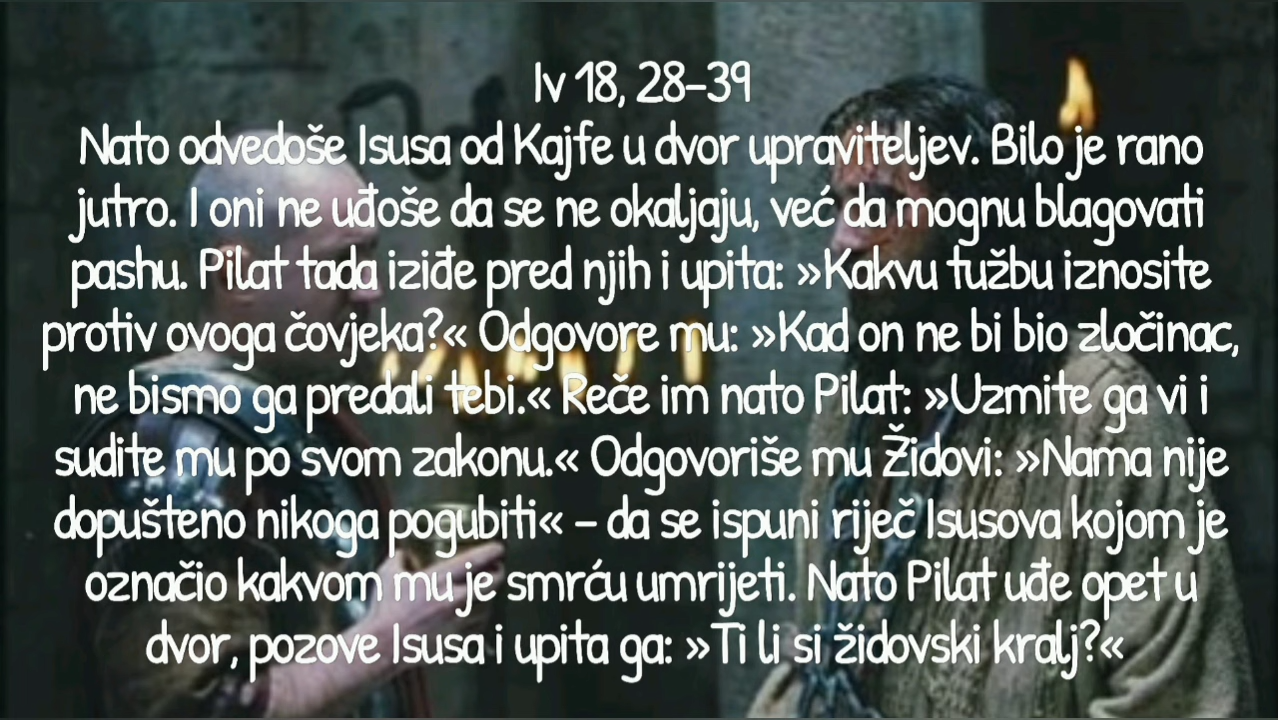 Iv 18, 28-39
Nato odvedoše Isusa od Kajfe u dvor upraviteljev. Bilo je rano
jutro. I oni ne uđoše da se ne okaljaju, već da mognu blagovati
pashu. Pilat tada iziđe pred njih i upita: »Kakvu tužbu iznosite
protiv ovoga čovjeka?« Odgovore mu: »Kad on ne bi bio zločinac,
ne bismo ga predali tebi.« Reče im nato Pilat: »Uzmite ga vi i
sudite mu po svom zakonu.« Odgovoriše mu Židovi: »Nama nije
dopušteno nikoga pogubiti« – da se ispuni riječ Isusova kojom je
označio kakvom mu je smrću umrijeti. Nato Pilat uđe opet u
dvor, pozove Isusa i upita ga: »Ti li si židovski kralj?«